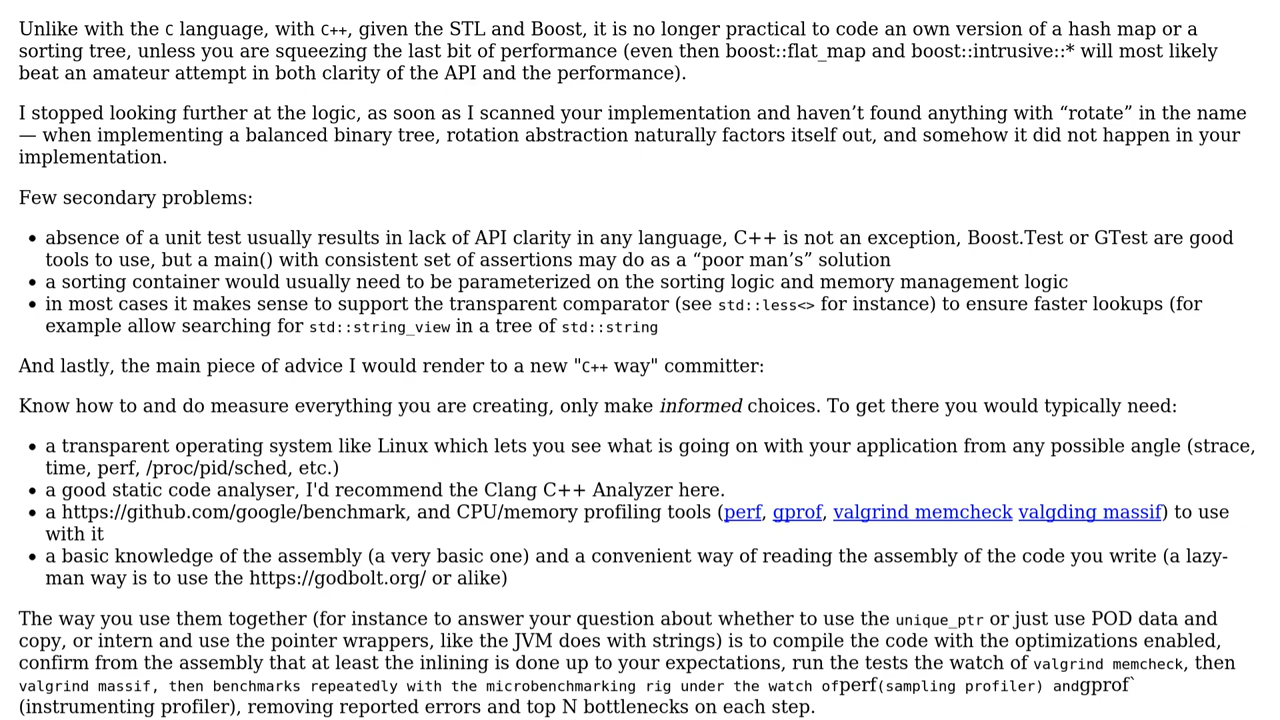 Unlike with the C language, with C++, given the STL and Boost, it is no longer practical to code an own version of a hash map or a
sorting tree, unless you are squeezing the last bit of performance (even then boost::flat_map and boost::intrusive::* will most likely
beat an amateur attempt in both clarity of the API and the performance).
I stopped looking further at the logic, as soon as I scanned your implementation and haven’t found anything with “rotate” in the name
— when implementing a balanced binary tree, rotation abstraction naturally factors itself out, and somehow it did not happen in your
implementation.
Few secondary problems:
• absence of a unit test usually results in lack of API clarity in any language, C++ is not an exception, Boost.Test or GTest are good
tools to use, but a main() with consistent set of assertions may do as a “poor man’s” solution
• a sorting container would usually need to be parameterized on the sorting logic and memory management logic
• in most cases it makes sense to support the transparent comparator (see std::less<> for instance) to ensure faster lookups (for
example allow searching for std::string_view in a tree of std::string
And lastly, the main piece of advice I would render to a new "C++ way" committer:
Know how to and do measure everything you are creating, only make informed choices. To get there you would typically need:
• a transparent operating system like Linux which lets you see what is going on with your application from any possible angle (strace,
time, perf, /proc/pid/sched, etc.)
• a good static code analyser, I'd recommend the Clang C++ Analyzer here.
• a https://github.com/google/benchmark, and CPU/memory profiling tools (perf, gprof, valgrind memcheck valgding massif) to use
with it
• a basic knowledge of the assembly (a very basic one) and a convenient way of reading the assembly of the code you write (a lazy-
man way is to use the https://godbolt.org/ or alike)
The way you use them together (for instance to answer your question about whether to use the unique_ptr or just use POD data and
copy, or intern and use the pointer wrappers, like the JVM does with strings) is to compile the code with the optimizations enabled,
confirm from the assembly that at least the inlining is done up to your expectations, run the tests the watch of valgrind memcheck, then
valgrind massif, then benchmarks repeatedly with the microbenchmarking rig under the watch ofperf(sampling profiler) andgprof`
(instrumenting profiler), removing reported errors and top N bottlenecks on each step.